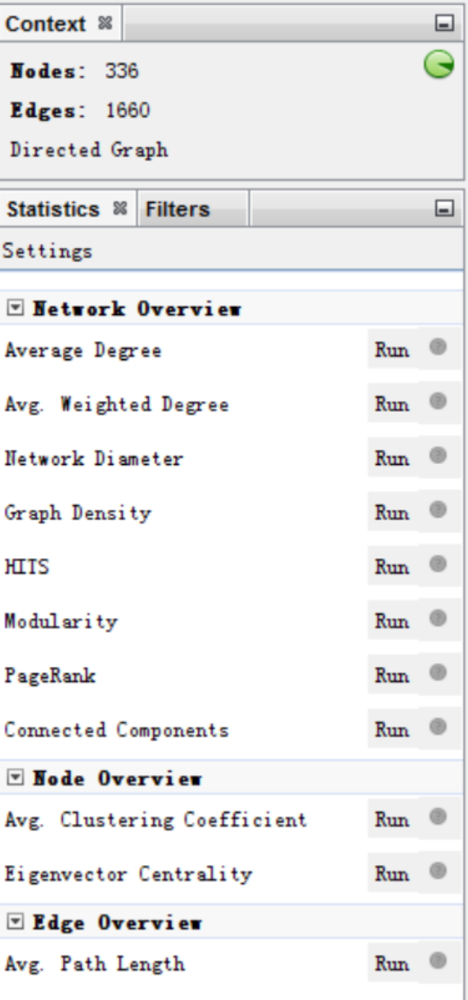 Context
Nodes: 336
Edges: 1660
Directed Graph
Statistics Filters
Settings
Network Overview
Average Degree Run
Avg. Weighted Degree Run
Network Diameter Run
Graph Density Run
HITS Run
Modularity Run
PageRank Run
Connected Components Run
Node Overview
Avg. Clustering Coefficient Run
Eigenvector Centrality Run
Edge Overview
Avg. Path Length Run